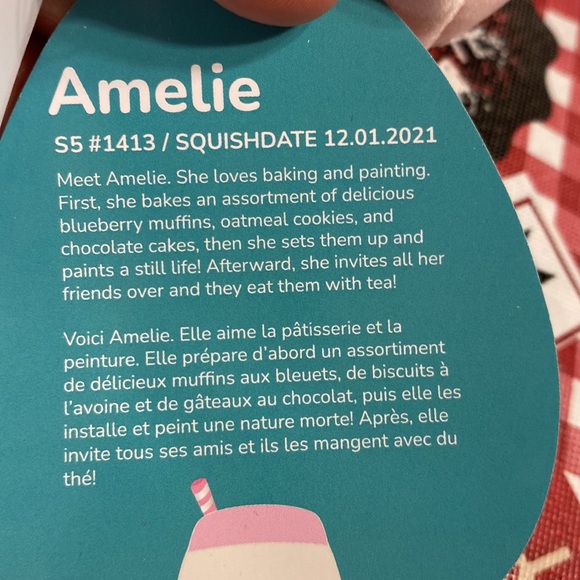 Amelie
S5 #1413 / SQUISHDATE 12.01.2021
Meet Amelie. She loves baking and painting.
First, she bakes an assortment of delicious
blueberry muffins, oatmeal cookies, and
chocolate cakes, then she sets them up and
paints a still life! Afterward, she invites all her
friends over and they eat them with tea!
Voici Amelie. Elle aime la pâtisserie et la
peinture. Elle prépare d'abord un assortiment
de délicieux muffins aux bleuets, de biscuits à
l'avoine et de gâteaux au chocolat, puis elle les
installe et peint une nature morte! Après, elle
invite tous ses amis et ils les mangent avec du
thé!